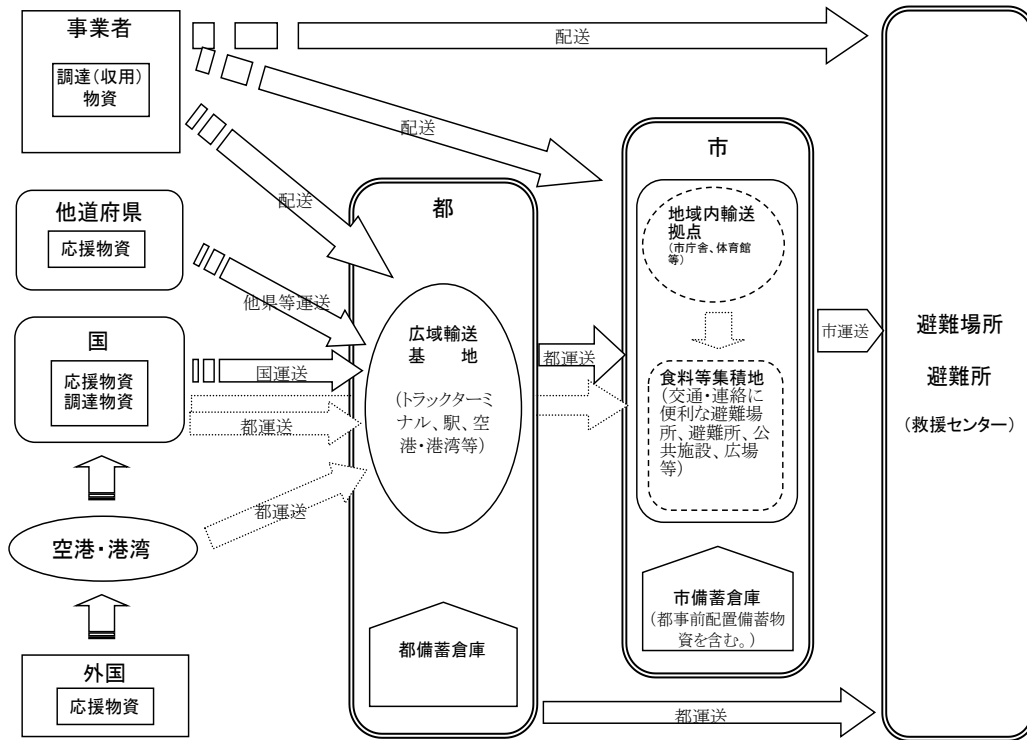 事業者
調達(収用)
物資
配送
配送
配送
他道府県
応援物資
他県等運送
国
応援物資
調達物資
国運送
都運送
空港・港湾
都運送
外国
応援物資
都
広域輸送
基　　地
(トラックターミ
ナル、駅、空
港・港湾等)
都備蓄倉庫
都運送
都運送
市
地域内輸送
拠点
(市庁舎、体育館
等)
食料等集積地
(交通・連絡に
便利な避難場
所、避難所、公
共施設、広場
等)
市備蓄倉庫
(都事前配置備蓄物
資を含む。)
市運送
避難場所
避難所
(救援センター)